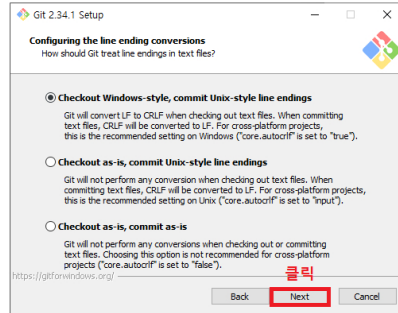 Git 2.34.1 Setup
Configuring the line ending conversions
How should Git treat line endings in text files?
Checkout Windows-style, commit Unix-style line endings
Git will convert LF to CRLF when checking out text files. When committing
text files, CRLF will be converted to LF. For cross-platform projects,
this is the recommended setting on Windows ("core.autocrlf" is set to "true").
Checkout as-is, commit Unix-style line endings
Git will not perform any conversion when checking out text files. When
committing text files, CRLF will be converted to LF. For cross-platform projects,
this is the recommended setting on Unix ("core.autocrlf" is set to "input").
Checkout as-is, commit as-is
Git will not perform any conversions when checking out or committing
text files. Choosing this option is not recommended for cross-platform
projects ("core.autocrlf" is set to "false").
클릭
https://gitforwindows.org/
Back Next Cancel